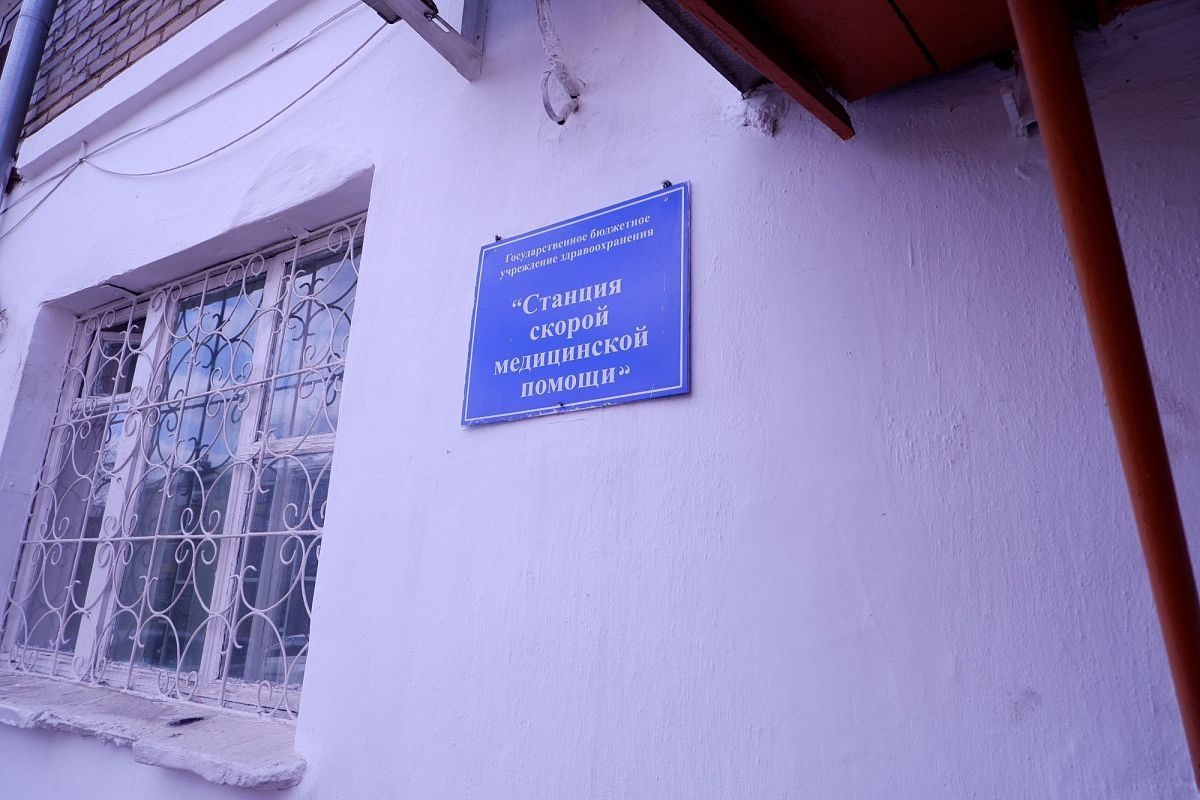 Государственное бюджетное
учреждение здравоохранения
“Станция
скорой
медицинской
помощи”